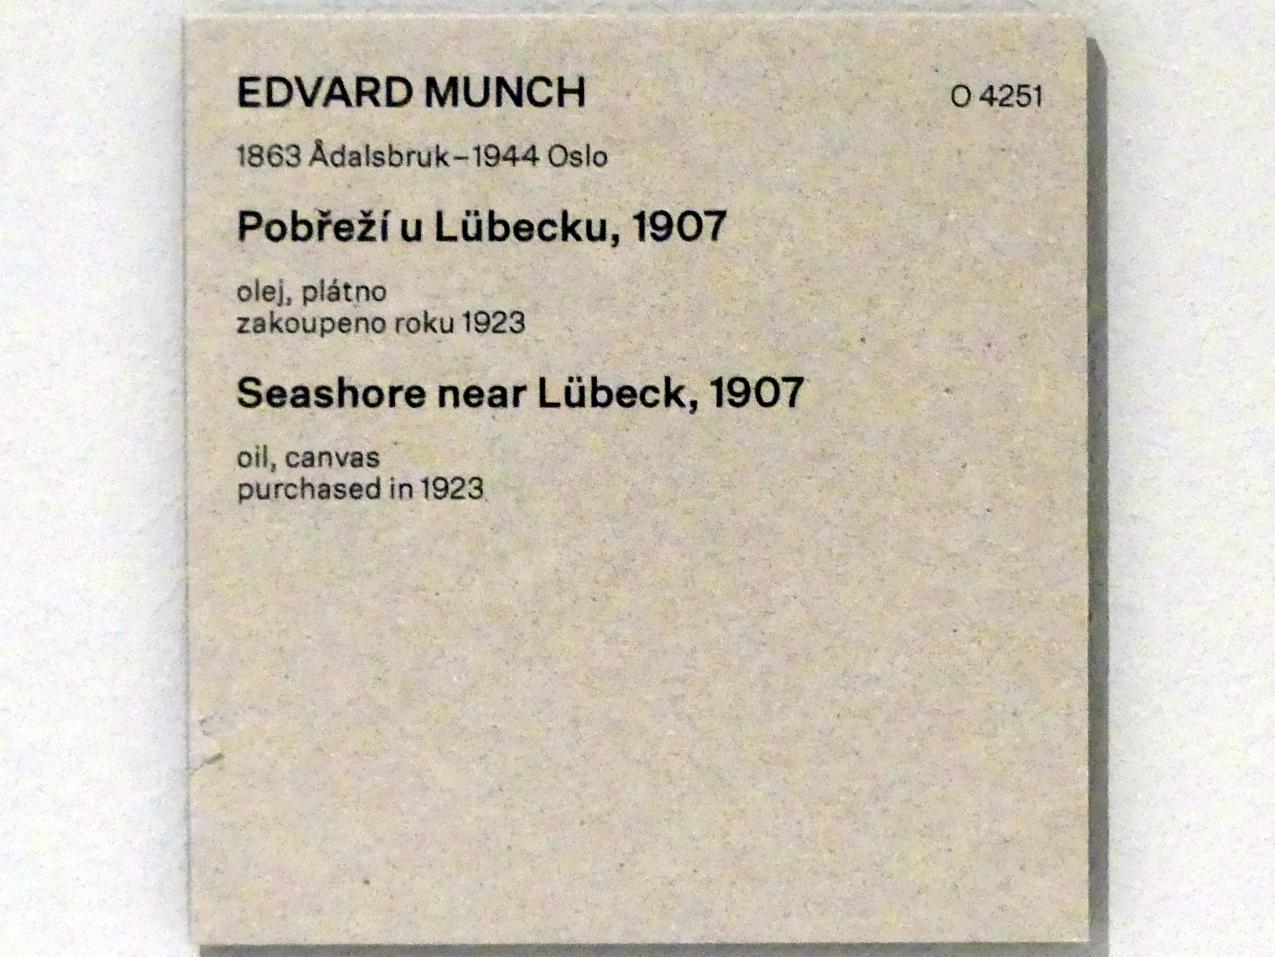 EDVARD MUNCH O 4251
1863 Ådalsbruk–1944 Oslo
Pobřeží u Lübecku, 1907
olej, plátno
zakoupeno roku 1923
Seashore near Lübeck, 1907
oil, canvas
purchased in 1923